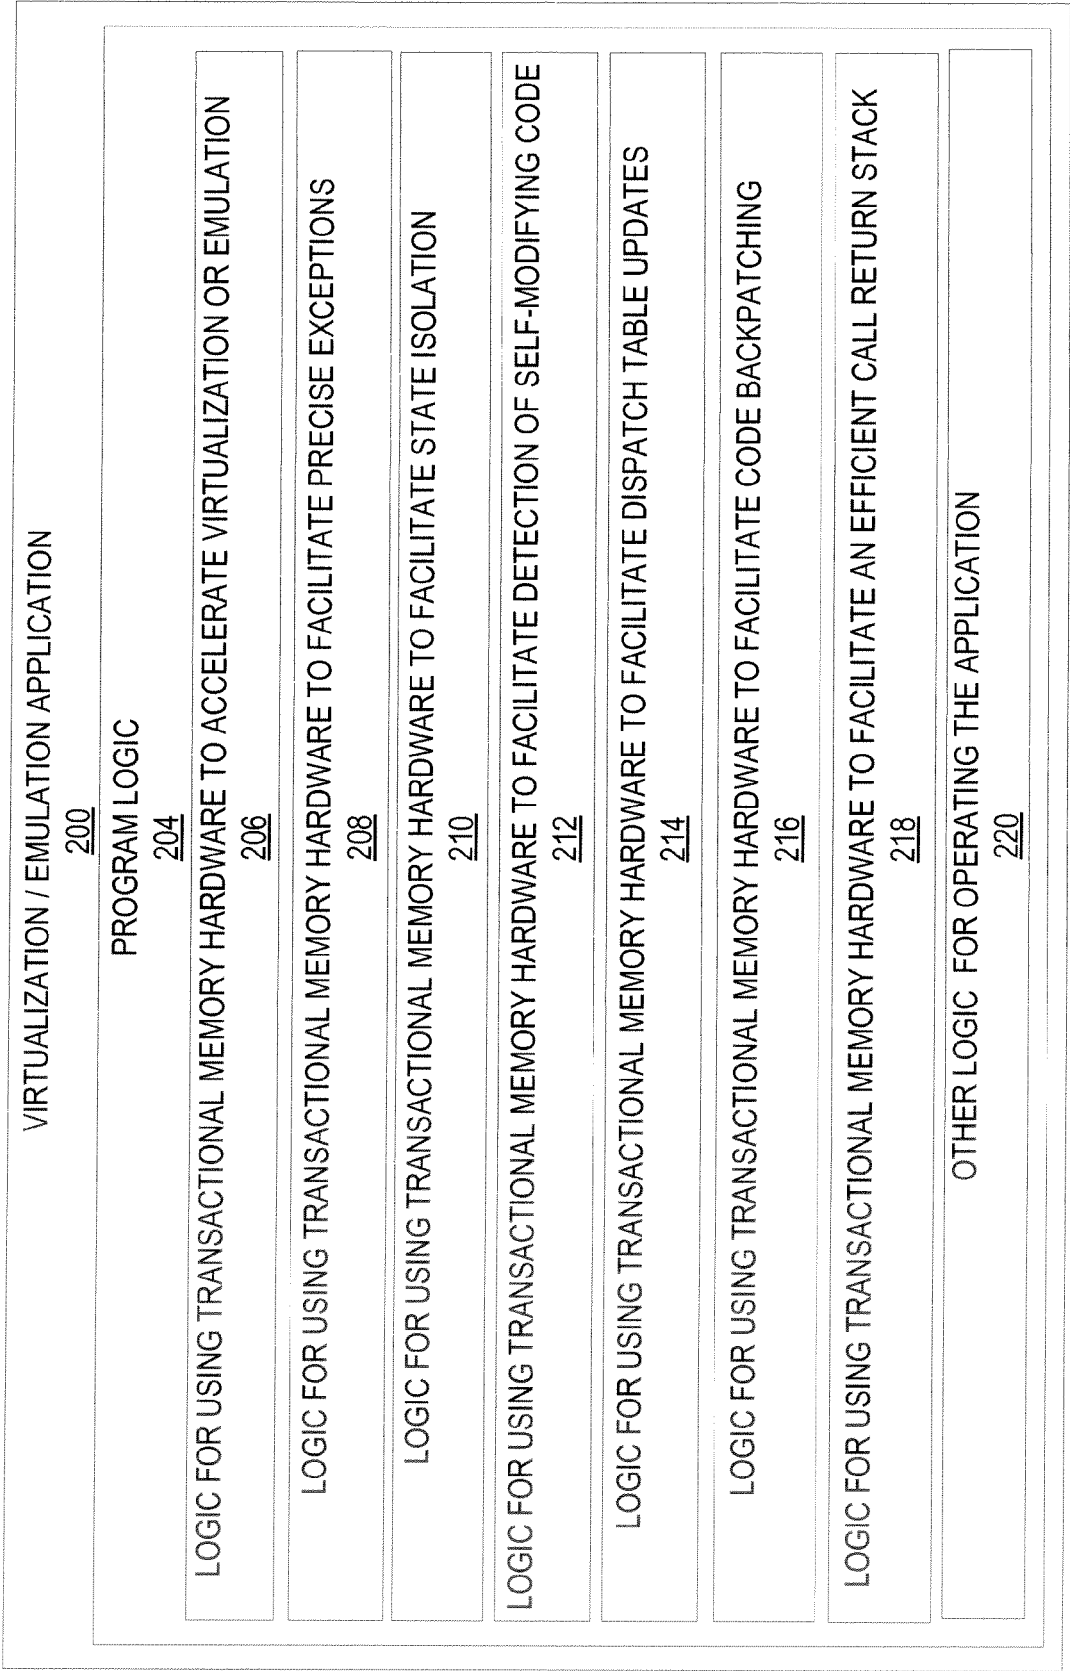 VIRTUALIZATION / EMULATION APPLICATION
200
PROGRAM LOGIC
204
LOGIC FOR USING TRANSACTIONAL MEMORY HARDWARE TO ACCELERATE VIRTUALIZATION OR EMULATION
206
LOGIC FOR USING TRANSACTIONAL MEMORY HARDWARE TO FACILITATE PRECISE EXCEPTIONS
208
LOGIC FOR USING TRANSACTIONAL MEMORY HARDWARE TO FACILITATE STATE ISOLATION
210
LOGIC FOR USING TRANSACTIONAL MEMORY HARDWARE TO FACILITATE DETECTION OF SELF-MODIFYING CODE
212
LOGIC FOR USING TRANSACTIONAL MEMORY HARDWARE TO FACILITATE DISPATCH TABLE UPDATES
214
LOGIC FOR USING TRANSACTIONAL MEMORY HARDWARE TO FACILITATE CODE BACKPATCHING
216
LOGIC FOR USING TRANSACTIONAL MEMORY HARDWARE TO FACILITATE AN EFFICIENT CALL RETURN STACK
218
OTHER LOGIC FOR OPERATING THE APPLICATION
220